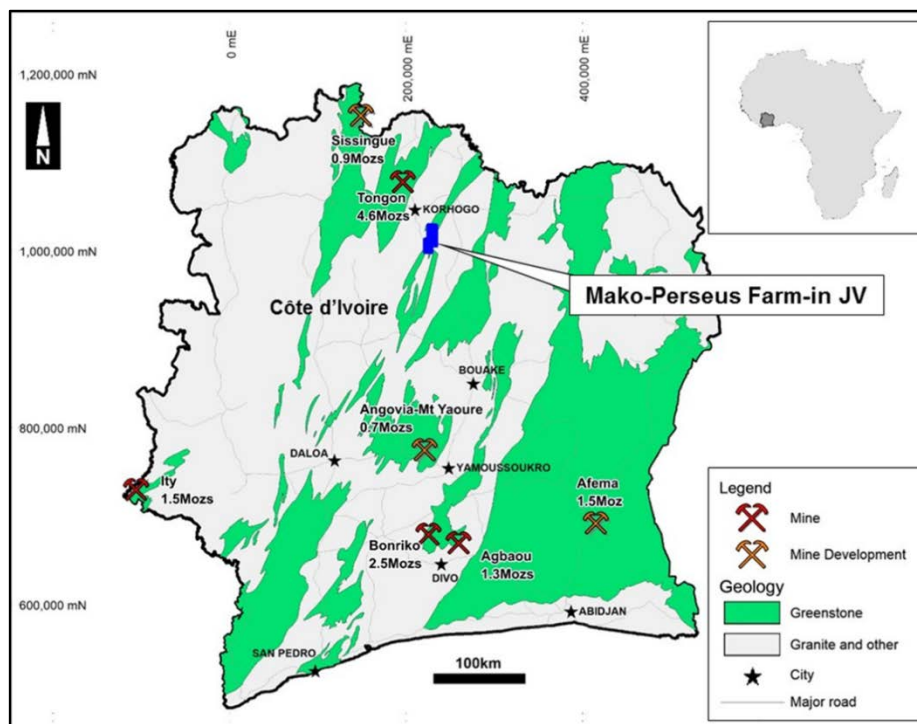 0 mE
200,000 mE
400,000 mE
1,200,000 mN
N
Sissingue
0.9Mozs
Tongon
4.6Mozs
KORHOGO
1,000,000 mN
Mako-Perseus Farm-in JV
Côte d'Ivoire
BOUAKE
Angovia-Mt Yaoure
0.7Mozs
800,000 mN
DALOA
YAMOUSSOUKRO
Ity
1.5Mozs
Afema
1.5Moz
Bonriko
2.5Mozs
Agbaou
1.3Mozs
DIVO
600,000 mN
ABIDJAN
SAN PEDRO
100km
Legend
Mine
Mine Development
Geology
Greenstone
Granite and other
City
Major road